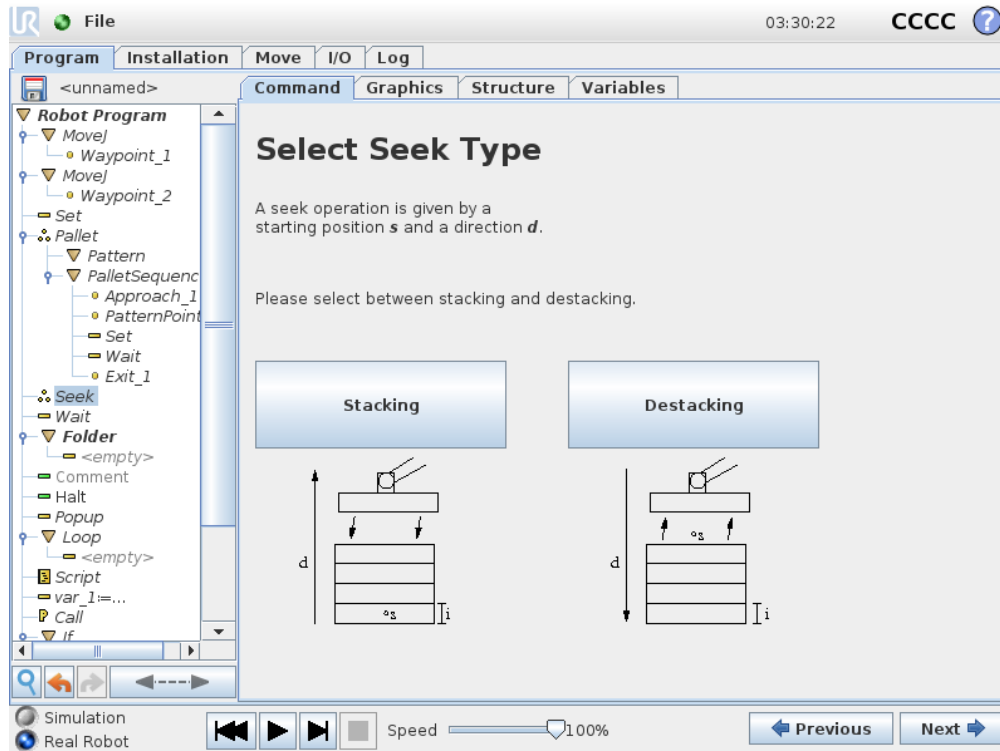 UR File 03:30:22 CCCC ?
Program Installation Move I/O Log
<unnamed>
Command Graphics Structure Variables
Robot Program
MoveJ
Waypoint_1
MoveJ
Waypoint_2
Set
Pallet
Pattern
PalletSequenc
Approach_1
PatternPoint
Set
Wait
Exit_1
Seek
Wait
Folder
<empty>
Comment
Halt
Popup
Loop
<empty>
Script
var_1:=...
P Call
If
Select Seek Type
A seek operation is given by a
starting position s and a direction d.
Please select between stacking and destacking.
Stacking
Destacking
d
s
i
d
s
i
Simulation
Real Robot
Speed 100%
Previous
Next